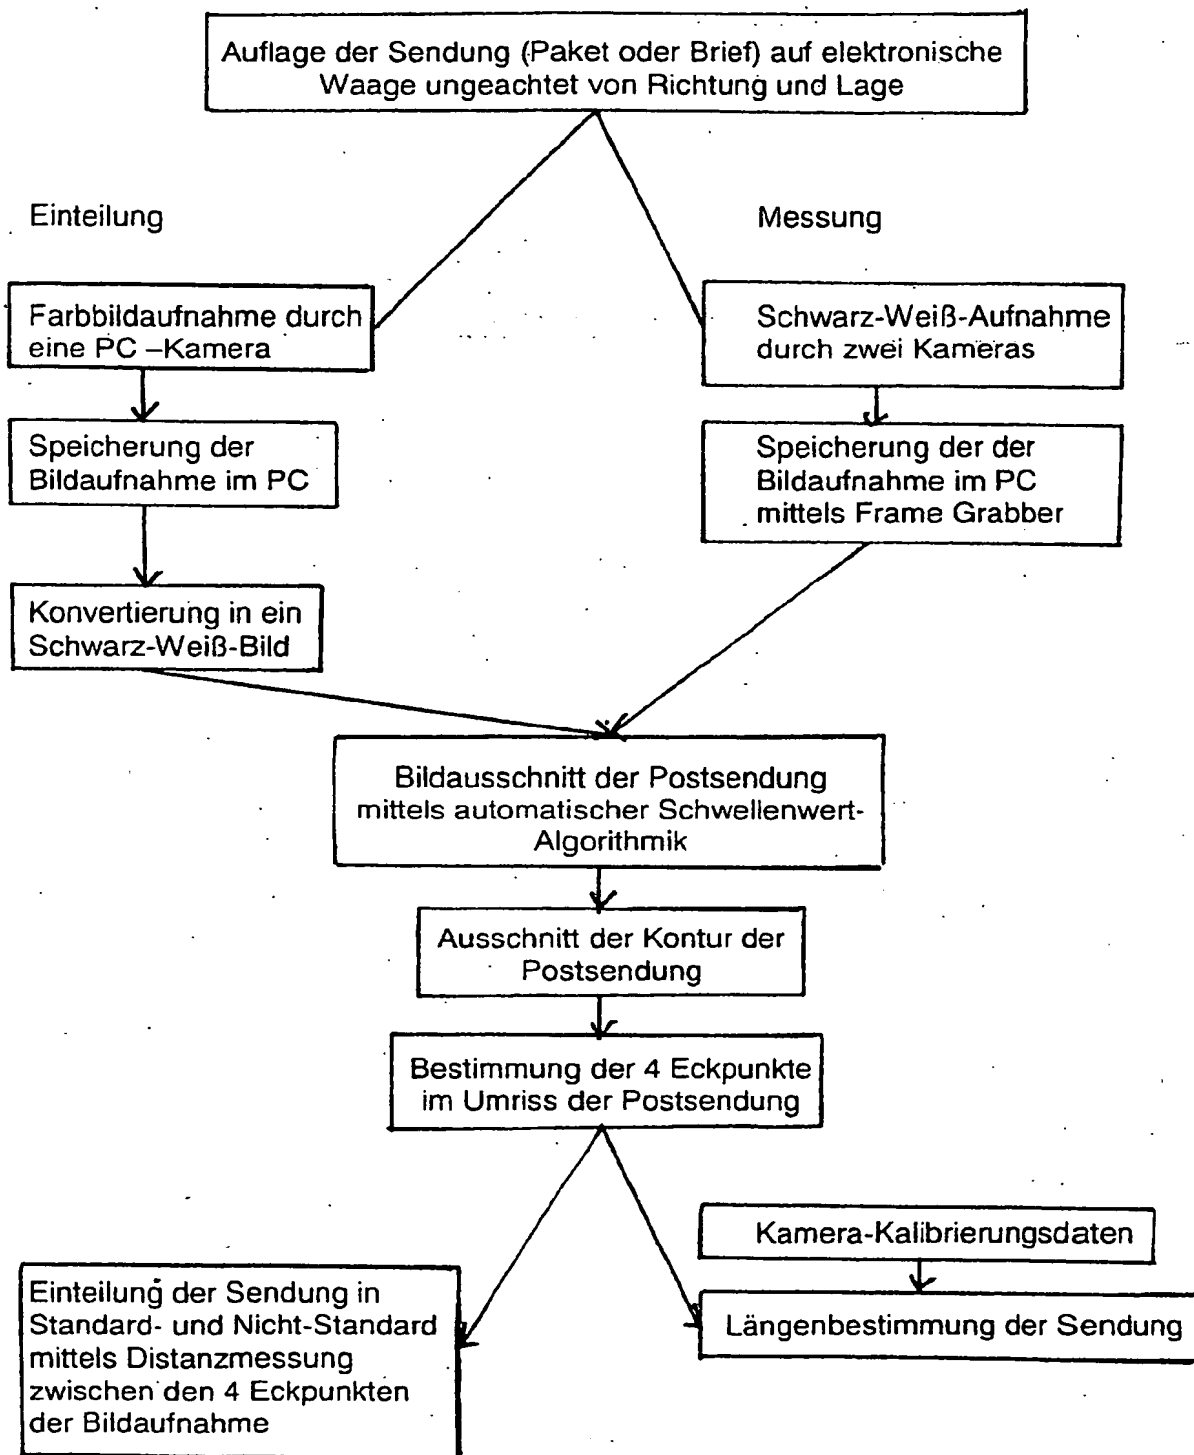 Auflage der Sendung (Paket oder Brief) auf elektronische
Waage ungeachtet von Richtung und Lage
Einteilung
Messung
Farbbildaufnahme durch
eine PC –Kamera
Schwarz-Weiß-Aufnahme
durch zwei Kameras
Speicherung der
Bildaufnahme im PC
Speicherung der der
Bildaufnahme im PC
mittels Frame Grabber
Konvertierung in ein
Schwarz-Weiß-Bild
Bildausschnitt der Postsendung
mittels automatischer Schwellenwert-
Algorithmik
Ausschnitt der Kontur der
Postsendung
Bestimmung der 4 Eckpunkte
im Umriss der Postsendung
Kamera-Kalibrierungsdaten
Einteilung der Sendung in
Standard- und Nicht-Standard
mittels Distanzmessung
zwischen den 4 Eckpunkten
der Bildaufnahme
Längenbestimmung der Sendung